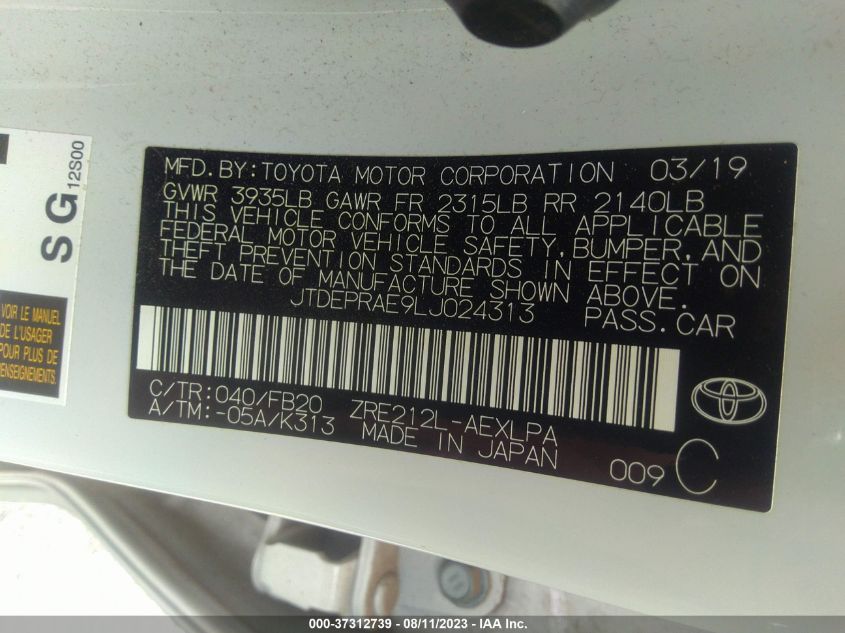 SG 12S00
VOIR LE MANUEL
DE L'USAGER
POUR PLUS DE
RENSEIGNEMENTS.
MFD.BY:TOYOTA MOTOR CORPORATION 03/19
GVWR 3935LB GAWR FR 2315LB RR 2140LB
THIS VEHICLE CONFORMS TO ALL APPLICABLE
FEDERAL MOTOR VEHICLE SAFETY,BUMPER,AND
THEFT PREVENTION STANDARDS IN EFFECT ON
THE DATE OF MANUFACTURE SHOWN ABOVE.
JTDEPRAE9LJ024313 PASS.CAR
C/TR:040/FB20 ZRE212L-AEXLPA
A/TM:-05A/K313 MADE IN JAPAN
009 C
000-37312739 - 08/11/2023 - IAA Inc.